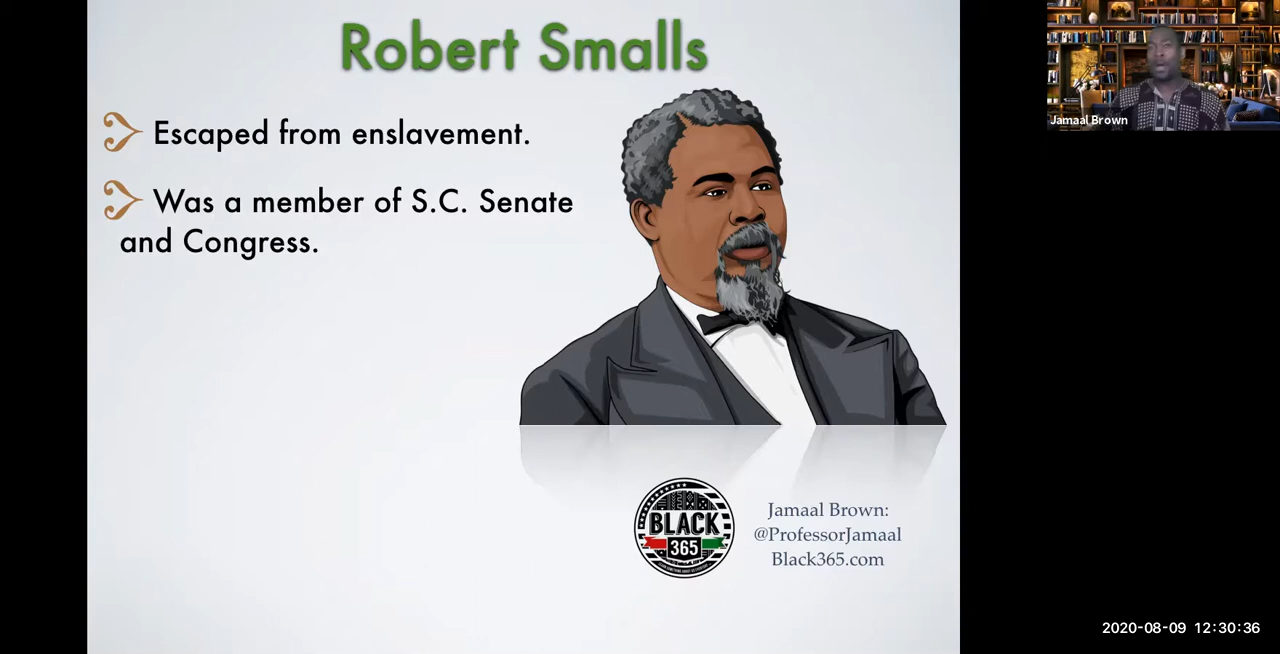 Robert Smalls
Escaped from enslavement.
Was a member of S.C. Senate
and Congress.
BLACK
365
Jamaal Brown:
@ProfessorJamaal
Black365.com
Jamaal Brown
2020-08-09 12:30:36